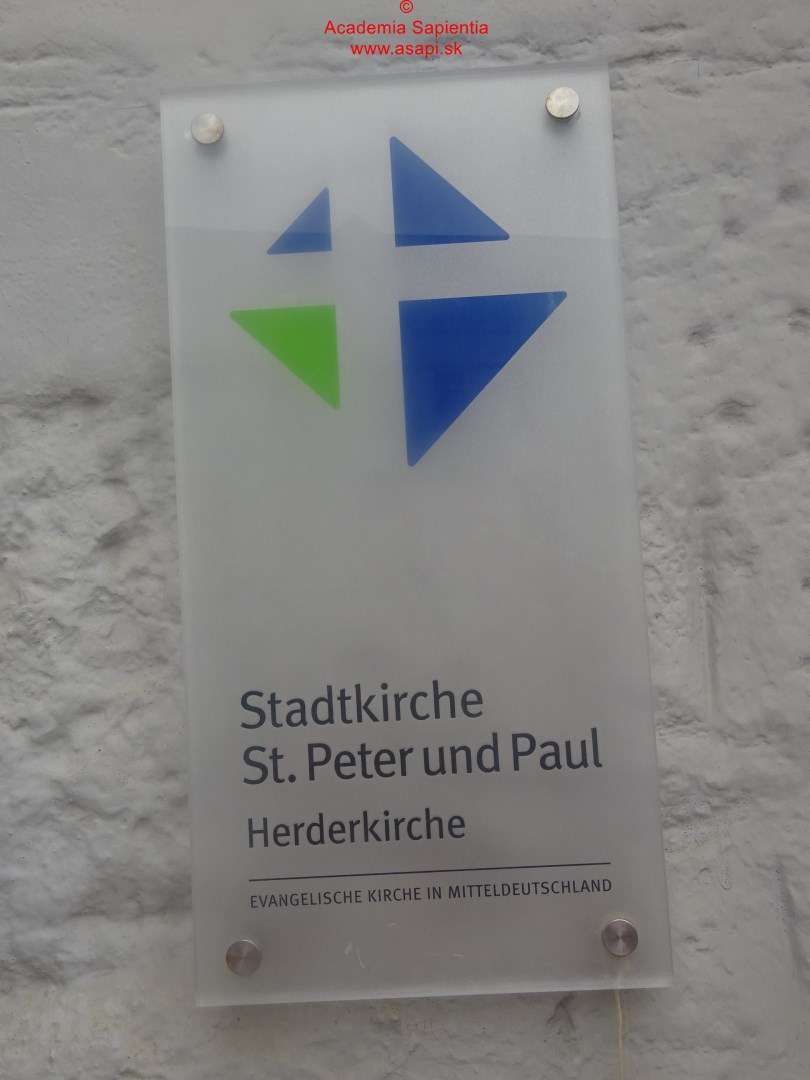 ©
Academia Sapientia
www.asapi.sk
Stadtkirche
St. Peter und Paul
Herderkirche
EVANGELISCHE KIRCHE IN MITTELDEUTSCHLAND